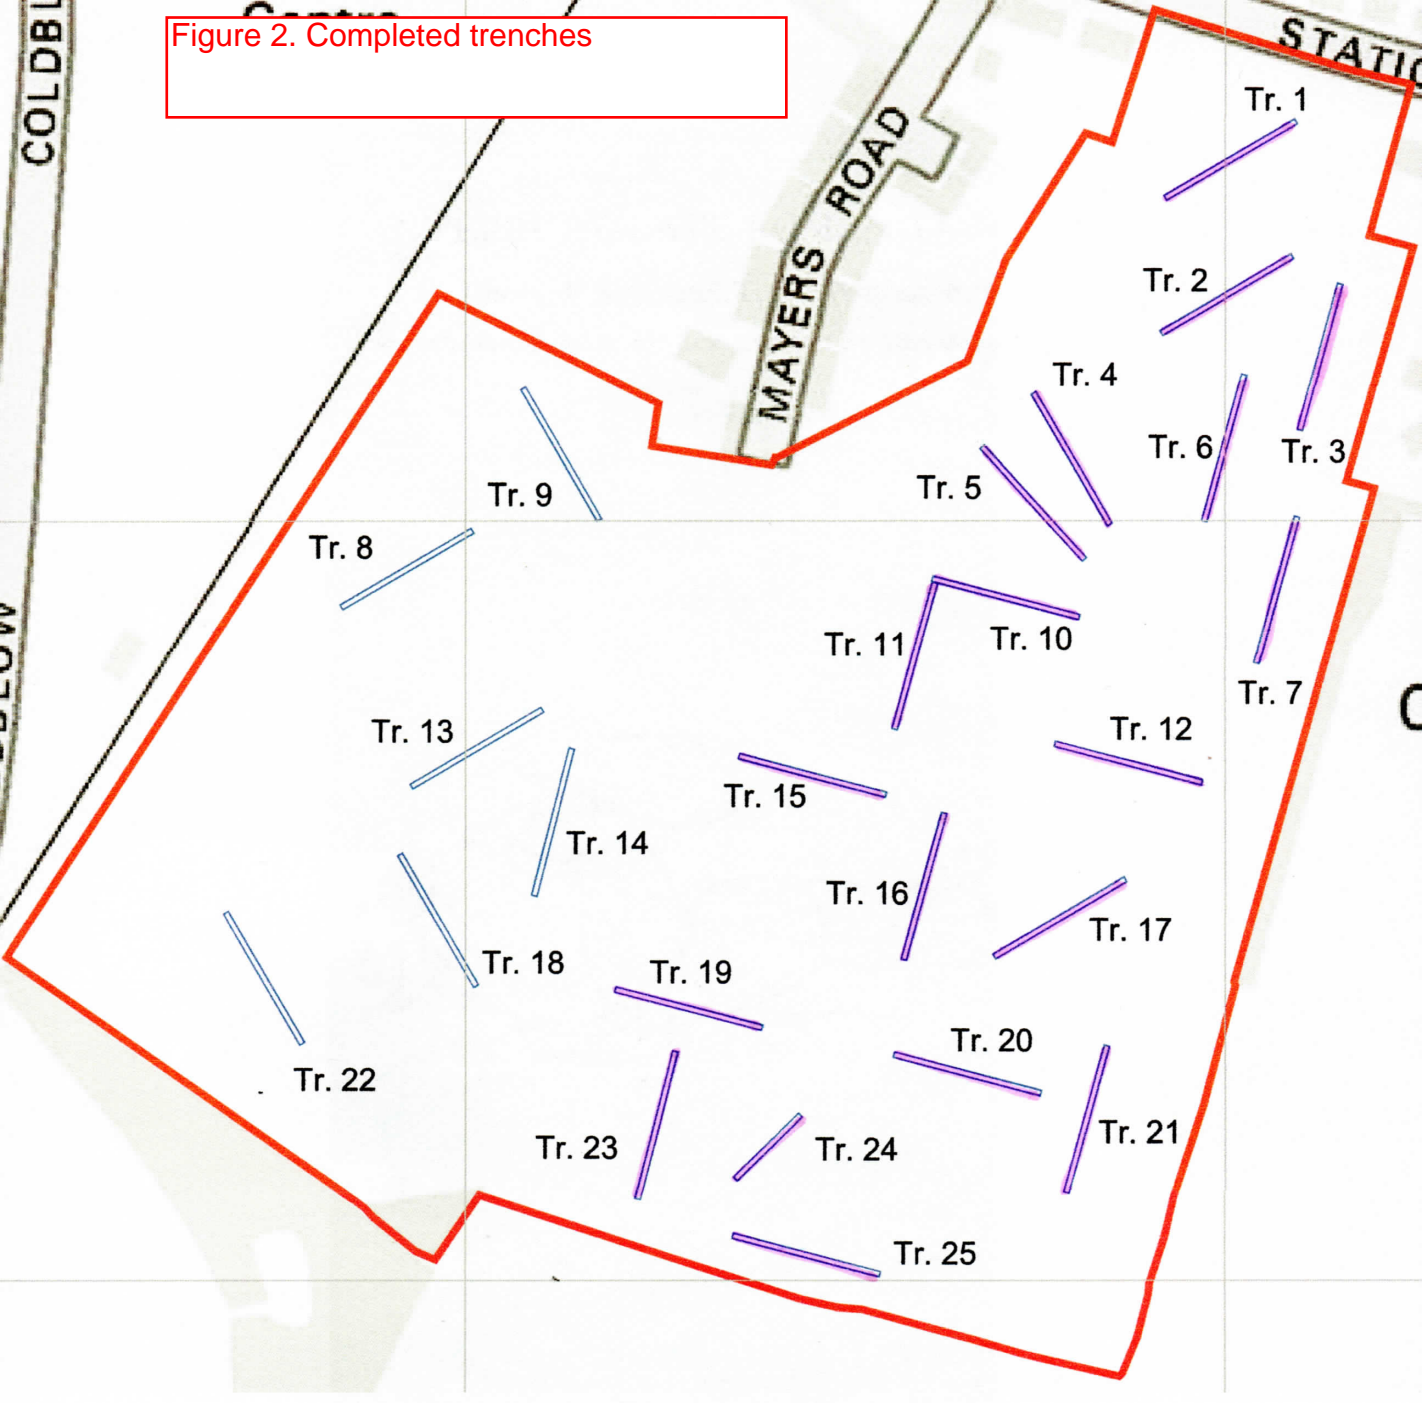 Figure 2. Completed trenches
COLDBL
STATIO
MAYERS ROAD
Tr. 1
Tr. 2
Tr. 3
Tr. 4
Tr. 5
Tr. 6
Tr. 7
Tr. 8
Tr. 9
Tr. 10
Tr. 11
Tr. 12
Tr. 13
Tr. 14
Tr. 15
Tr. 16
Tr. 17
Tr. 18
Tr. 19
Tr. 20
Tr. 21
Tr. 22
Tr. 23
Tr. 24
Tr. 25